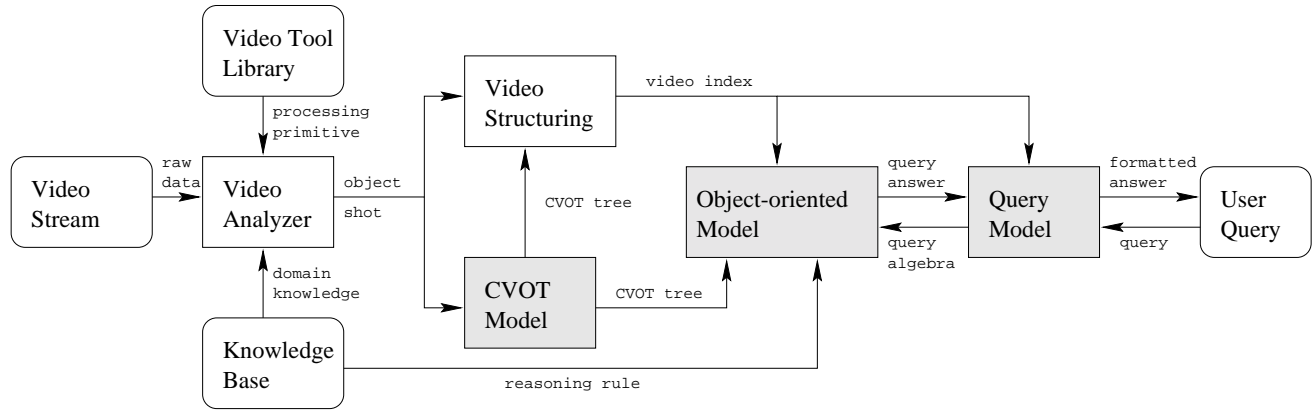 Video Tool
Library
processing
primitive
Video
Structuring
video index
raw
data
Video
Stream
Video
Analyzer
object
shot
CVOT tree
Object-oriented
Model
query
answer
query
algebra
Query
Model
formatted
answer
query
User
Query
domain
knowledge
CVOT
Model
CVOT tree
Knowledge
Base
reasoning rule